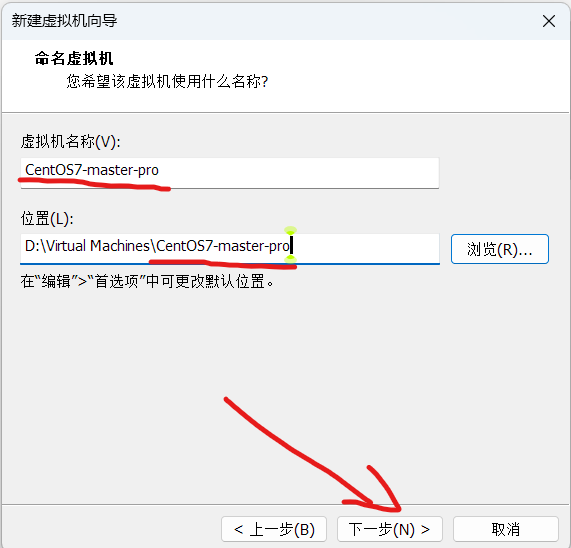 新建虚拟机向导
命名虚拟机
您希望该虚拟机使用什么名称?
虚拟机名称(V):
CentOS7-master-pro
位置(L):
D:\Virtual Machines\CentOS7-master-pro
浏览(R)...
在“编辑”>“首选项”中可更改默认位置。
< 上一步(B)
下一步(N) >
取消